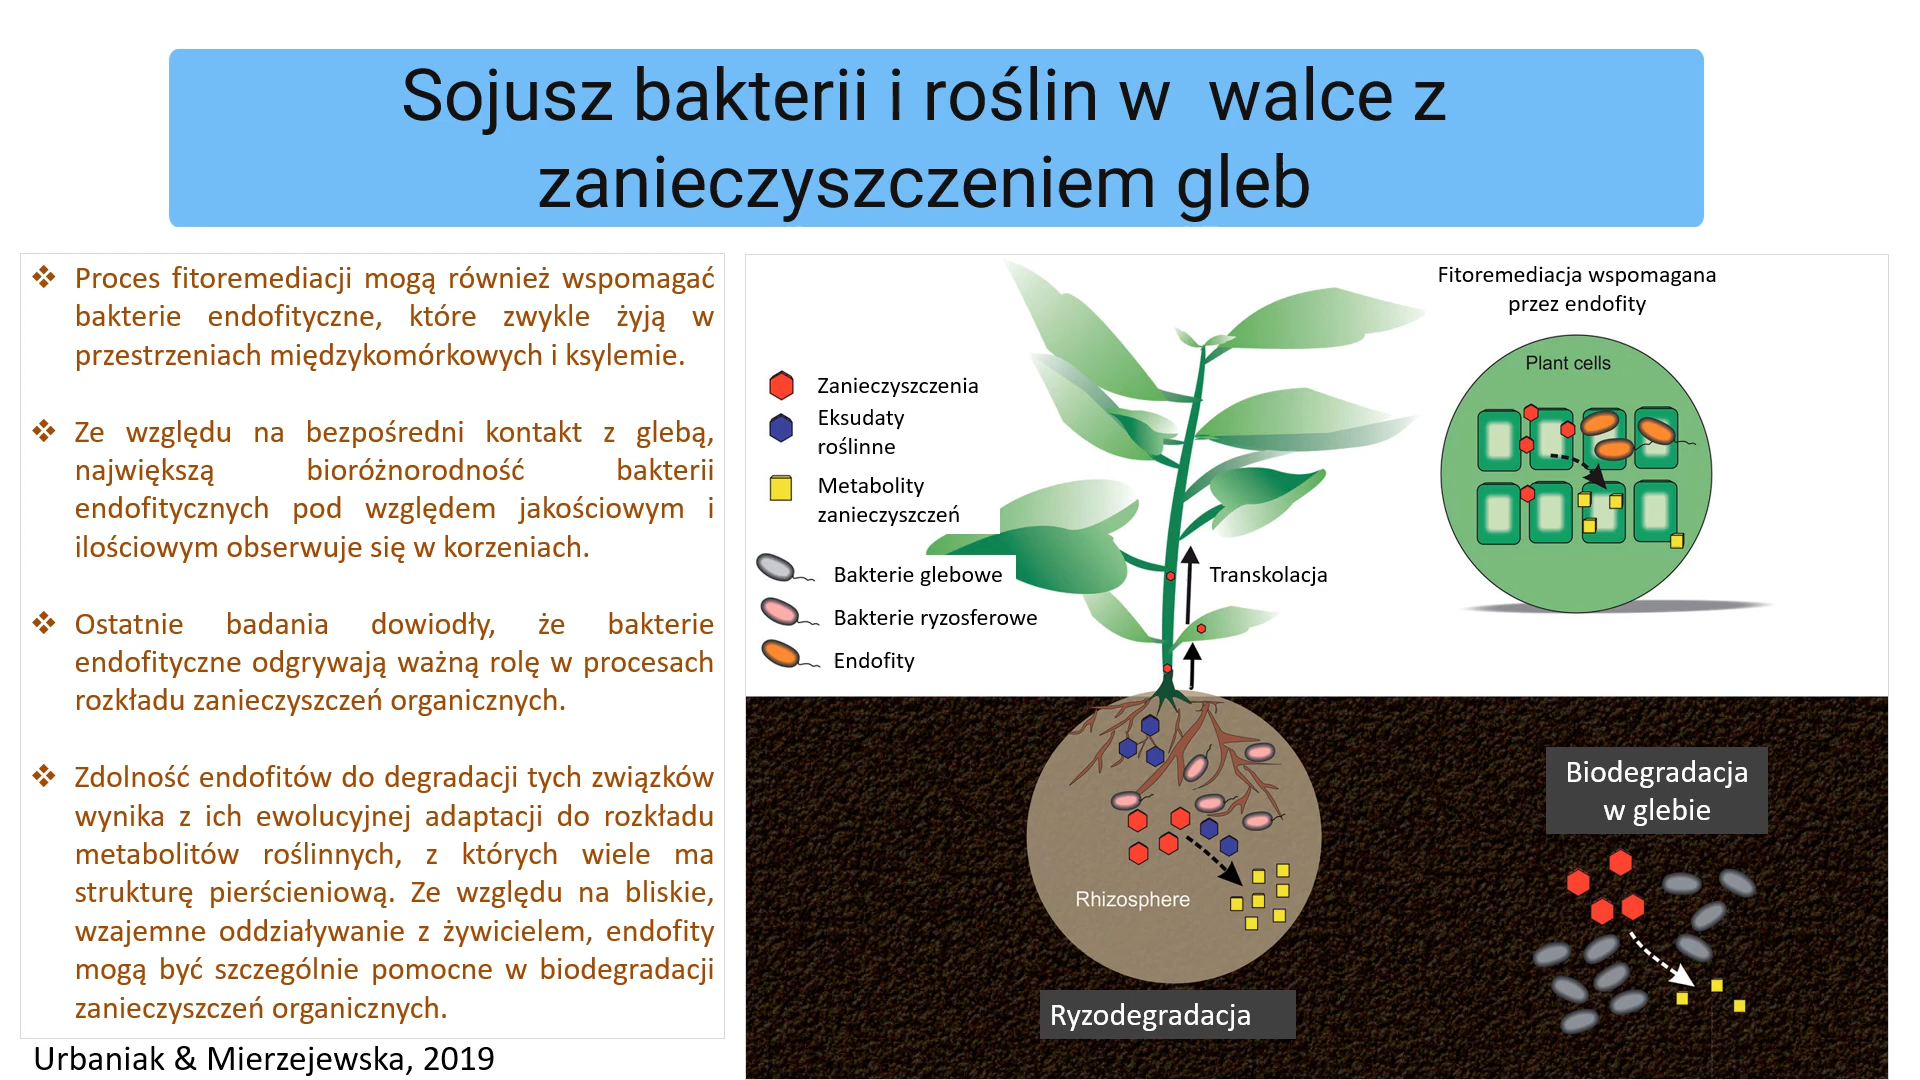 Sojusz bakterii i roślin w  walce z
zanieczyszczeniem gleb
❖ Proces fitoremediacji mogą również wspomagać
bakterie endofityczne, które zwykle żyją w
przestrzeniach międzykomórkowych i ksylemie.
❖ Ze względu na bezpośredni kontakt z glebą,
największą bioróżnorodność bakterii
endofitycznych pod względem jakościowym i
ilościowym obserwuje się w korzeniach.
❖ Ostatnie badania dowiodły, że bakterie
endofityczne odgrywają ważną rolę w procesach
rozkładu zanieczyszczeń organicznych.
❖ Zdolność endofitów do degradacji tych związków
wynika z ich ewolucyjnej adaptacji do rozkładu
metabolitów roślinnych, z których wiele ma
strukturę pierścieniową. Ze względu na bliskie,
wzajemne oddziaływanie z żywicielem, endofity
mogą być szczególnie pomocne w biodegradacji
zanieczyszczeń organicznych.
Urbaniak & Mierzejewska, 2019
Zanieczyszczenia
Eksudaty
roślinne
Metabolity
zanieczyszczeń
Bakterie glebowe
Bakterie ryzosferowe
Endofity
Transkolacja
Fitoremediacja wspomagana
przez endofity
Plant cells
Rhizosphere
Ryzodegradacja
Biodegradacja
w glebie